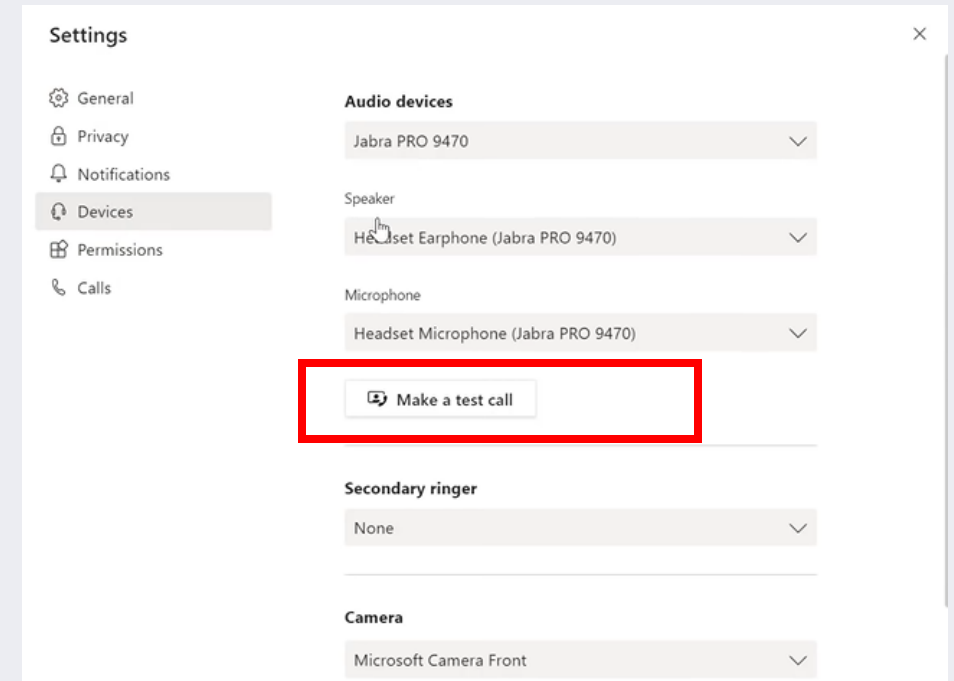 Settings
General
Privacy
Notifications
Devices
Permissions
Calls
Audio devices
Jabra PRO 9470
Speaker
Headset Earphone (Jabra PRO 9470)
Microphone
Headset Microphone (Jabra PRO 9470)
Make a test call
Secondary ringer
None
Camera
Microsoft Camera Front